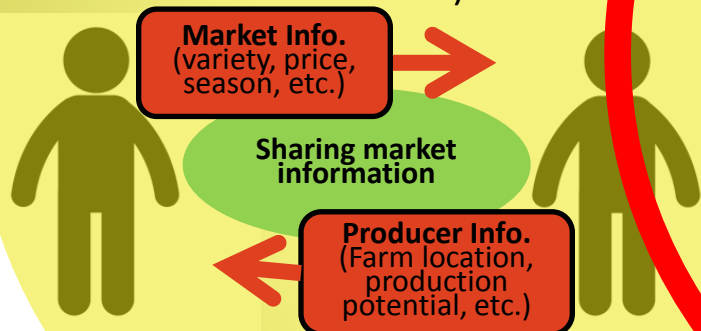 Market Info.
(variety, price,
season, etc.)
Sharing market
information
Producer Info.
(Farm location,
production
potential, etc.)